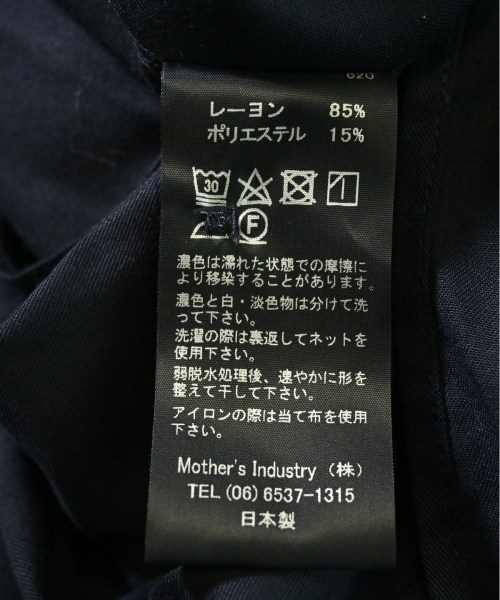 620
レーヨン 85%
ポリエステル 15%
30
F
濃色は濡れた状態での摩擦に
より移染することがあります。
濃色と白・淡色物は分けて洗
って下さい。
洗濯の際は裏返してネットを
使用下さい。
弱脱水処理後、速やかに形を
整えて干して下さい。
アイロンの際は当て布を使用
下さい。
Mother's Industry (株)
TEL (06) 6537-1315
日本製